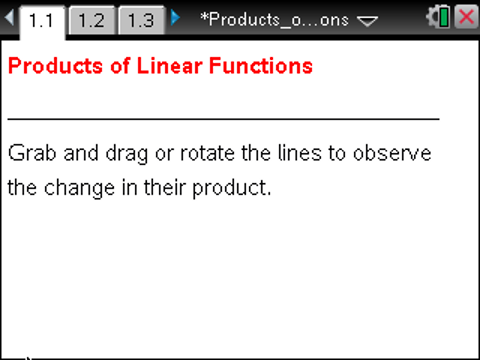 1.1 1.2 1.3 *Products_o...ons
Products of Linear Functions
Grab and drag or rotate the lines to observe
the change in their product.